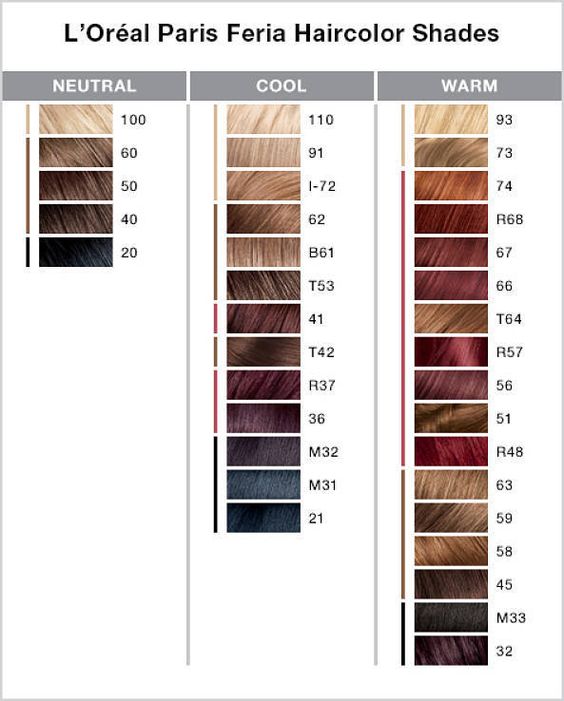 L'Oréal Paris Feria Haircolor Shades
NEUTRAL
100
60
50
40
20
COOL
110
91
I-72
62
B61
T53
41
T42
R37
36
M32
M31
21
WARM
93
73
74
R68
67
66
T64
R57
56
51
R48
63
59
58
45
M33
32